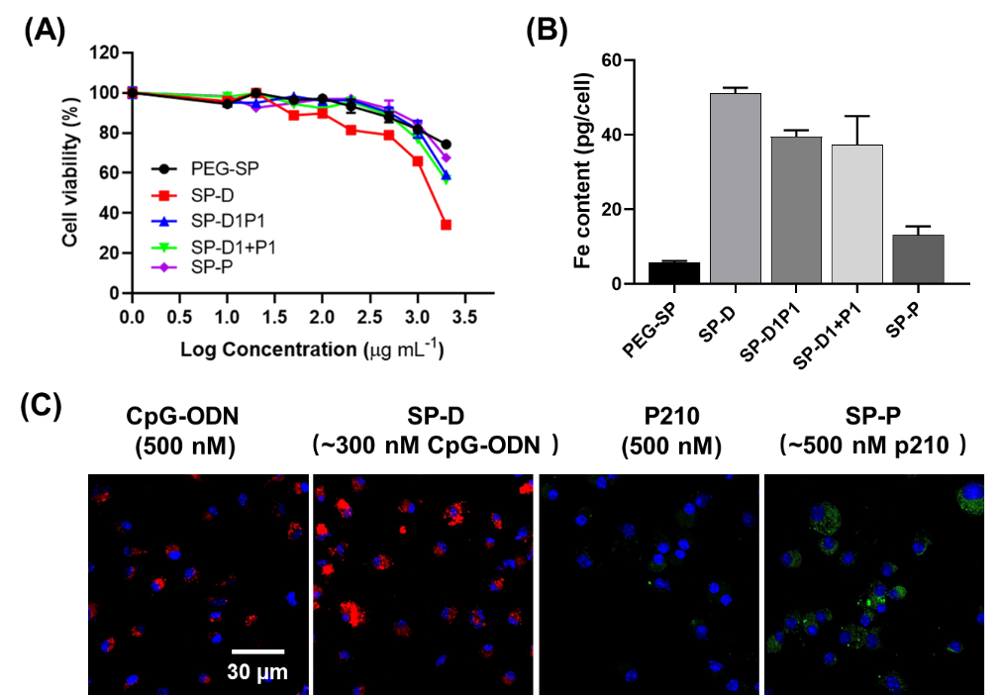 (A)
Cell viability (%)
120
100
80
60
40
20
0
PEG-SP
SP-D
SP-D1P1
SP-D1+P1
SP-P
0.0 0.5 1.0 1.5 2.0 2.5 3.0 3.5
Log Concentration (μg mL⁻¹)
(B)
Fe content (pg/cell)
60
40
20
0
PEG-SP
SP-D
SP-D1P1
SP-D1+P1
SP-P
(C)
CpG-ODN
(500 nM)
SP-D
(~300 nM CpG-ODN )
P210
(500 nM)
SP-P
(~500 nM p210 )
30 μm